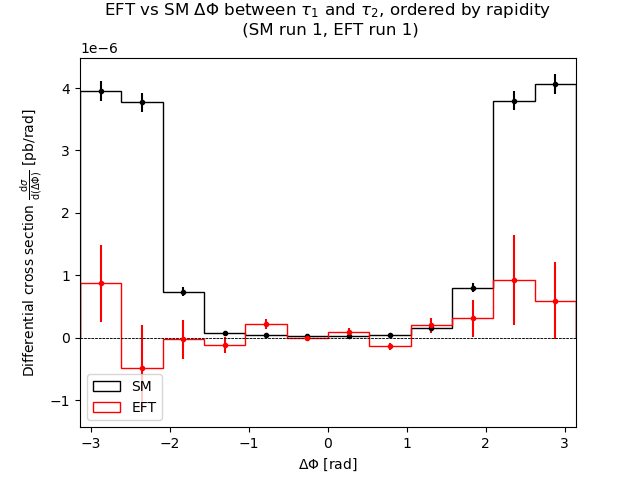 EFT vs SM ΔΦ between τ₁ and τ₂, ordered by rapidity
(SM run 1, EFT run 1)
1e−6
4
3
2
1
0
−1
Differential cross section dσ/d(ΔΦ) [pb/rad]
SM
EFT
−3 −2 −1 0 1 2 3
ΔΦ [rad]